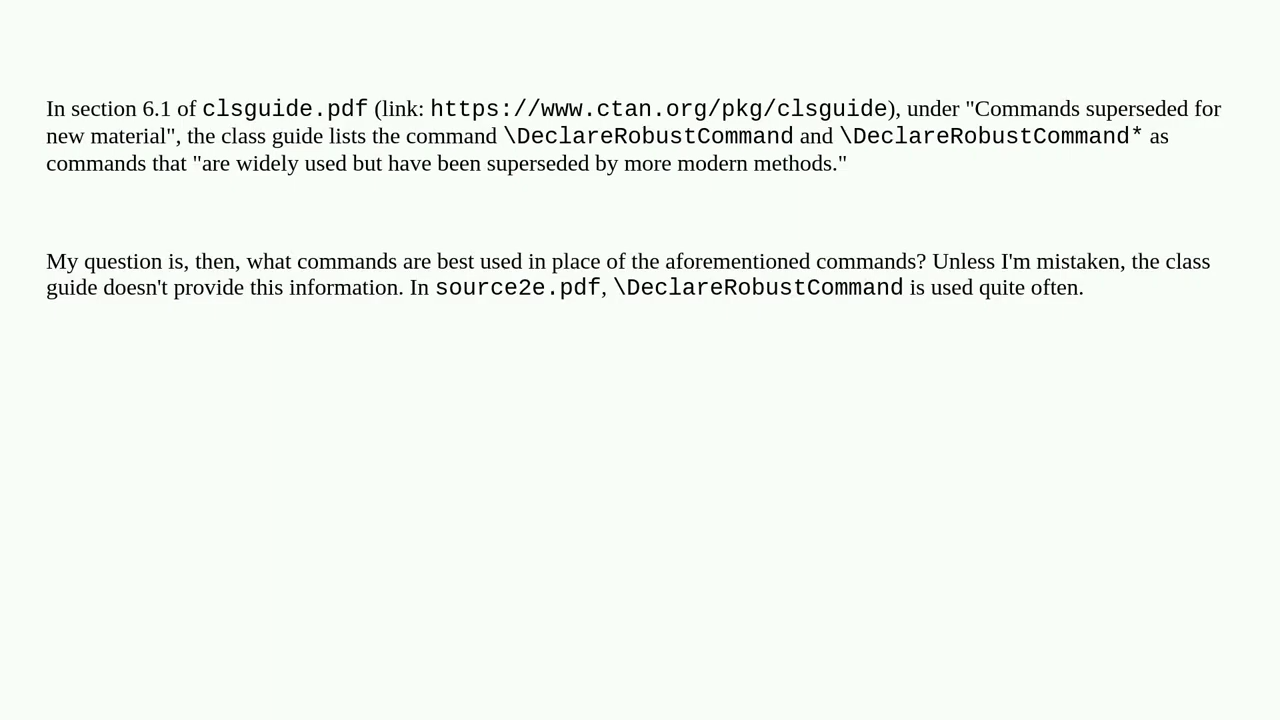 In section 6.1 of clsguide.pdf (link: https://www.ctan.org/pkg/clsguide), under "Commands superseded for
new material", the class guide lists the command \DeclareRobustCommand and \DeclareRobustCommand* as
commands that "are widely used but have been superseded by more modern methods."
My question is, then, what commands are best used in place of the aforementioned commands? Unless I'm mistaken, the class
guide doesn't provide this information. In source2e.pdf, \DeclareRobustCommand is used quite often.